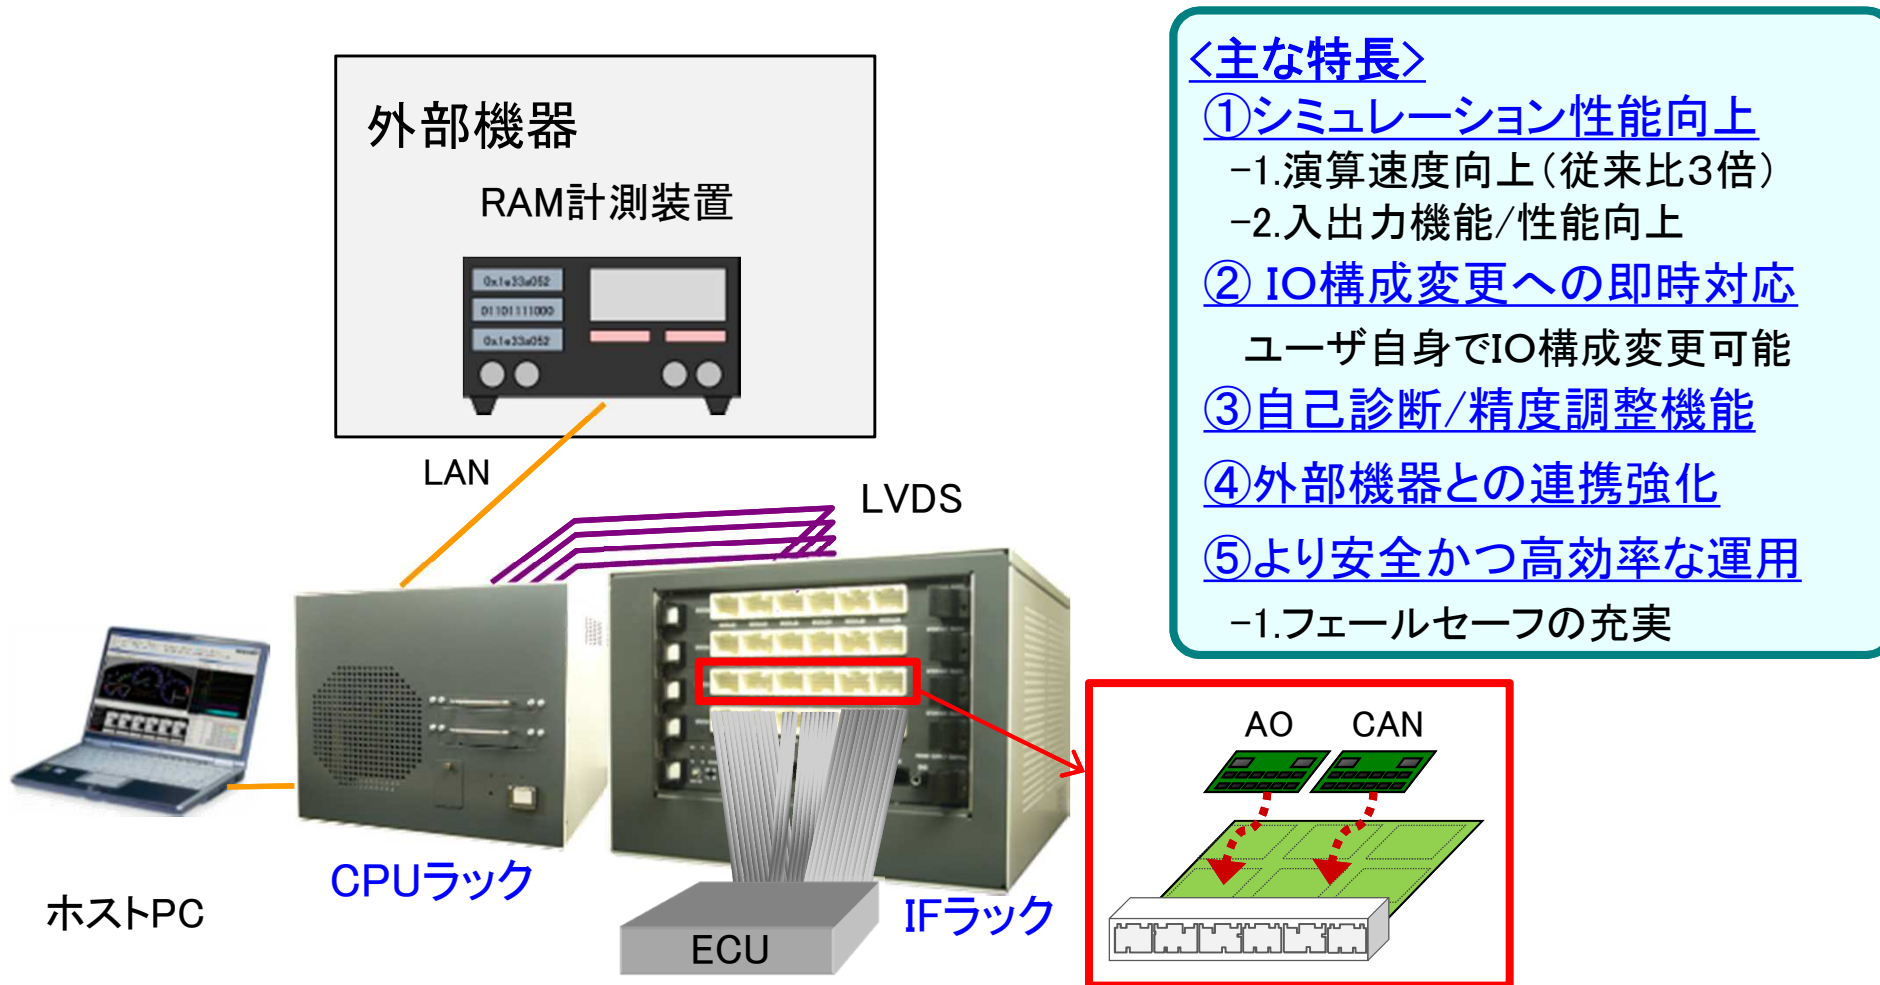 外部機器
RAM計測装置
0x1e33a052
01101111000
0x1e33a052
LAN
LVDS
ホストPC
CPUラック
IFラック
ECU
<主な特長>
①シミュレーション性能向上
-1.演算速度向上(従来比3倍)
-2.入出力機能/性能向上
② IO構成変更への即時対応
ユーザ自身でIO構成変更可能
③自己診断/精度調整機能
④外部機器との連携強化
⑤より安全かつ高効率な運用
-1.フェールセーフの充実
AO CAN